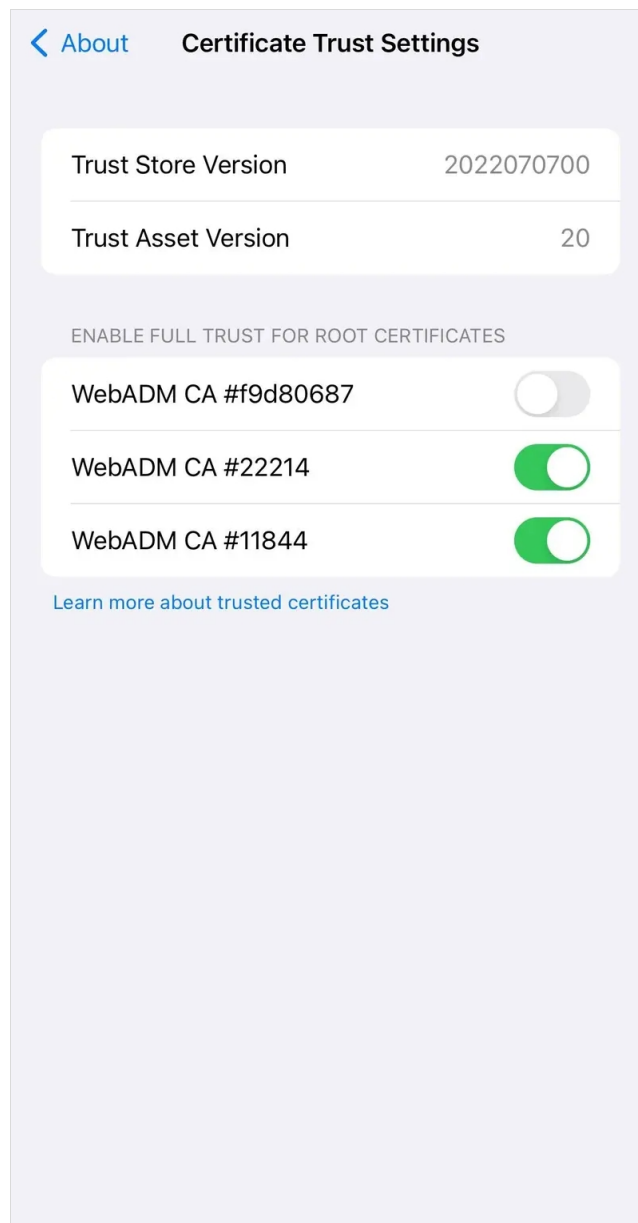 About Certificate Trust Settings
Trust Store Version 2022070700
Trust Asset Version 20
ENABLE FULL TRUST FOR ROOT CERTIFICATES
WebADM CA #f9d80687
WebADM CA #22214
WebADM CA #11844
Learn more about trusted certificates